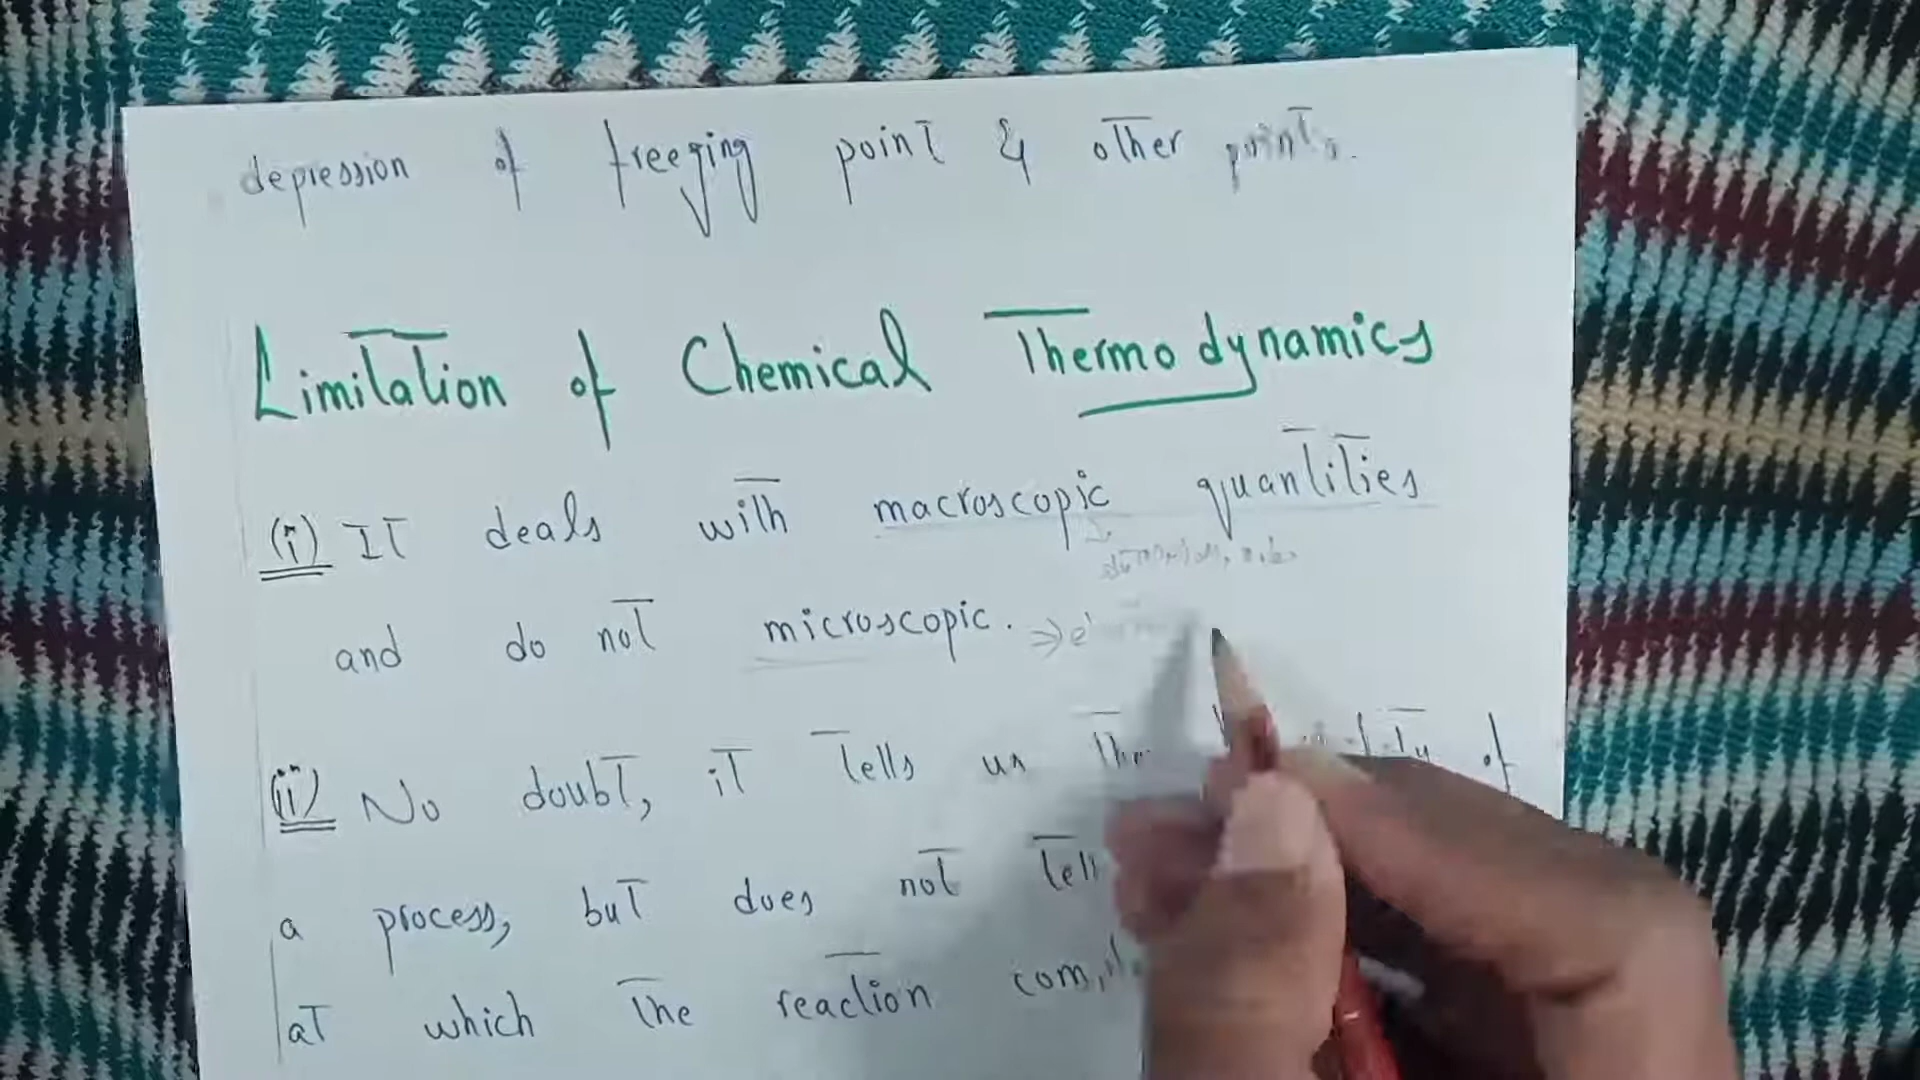 depression of freezing point & other points.
Limitation of Chemical Thermodynamics
(i) It deals with macroscopic quantities
and do not microscopic. ⇒
(ii) No doubt, it tells us the of
a process, but does not tell
at which the reaction